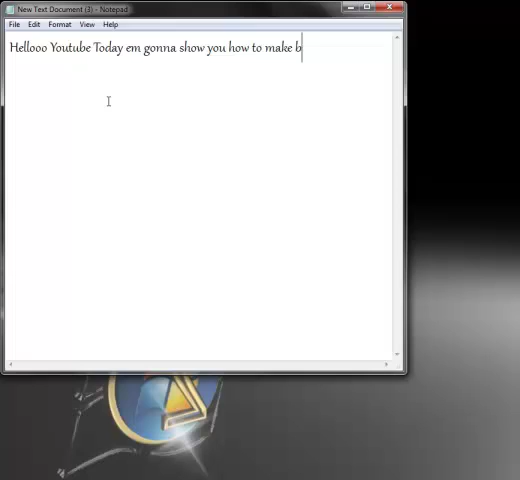 New Text Document (3) - Notepad
File Edit Format View Help
Hellooo Youtube Today em gonna show you how to make b